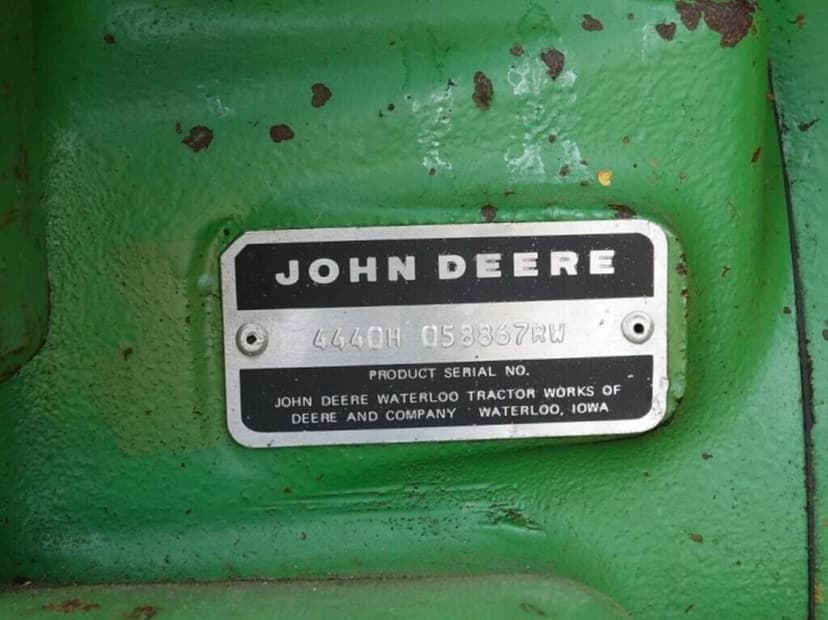 JOHN DEERE
4440H 058867RW
PRODUCT SERIAL NO.
JOHN DEERE WATERLOO TRACTOR WORKS OF
DEERE AND COMPANY WATERLOO, IOWA